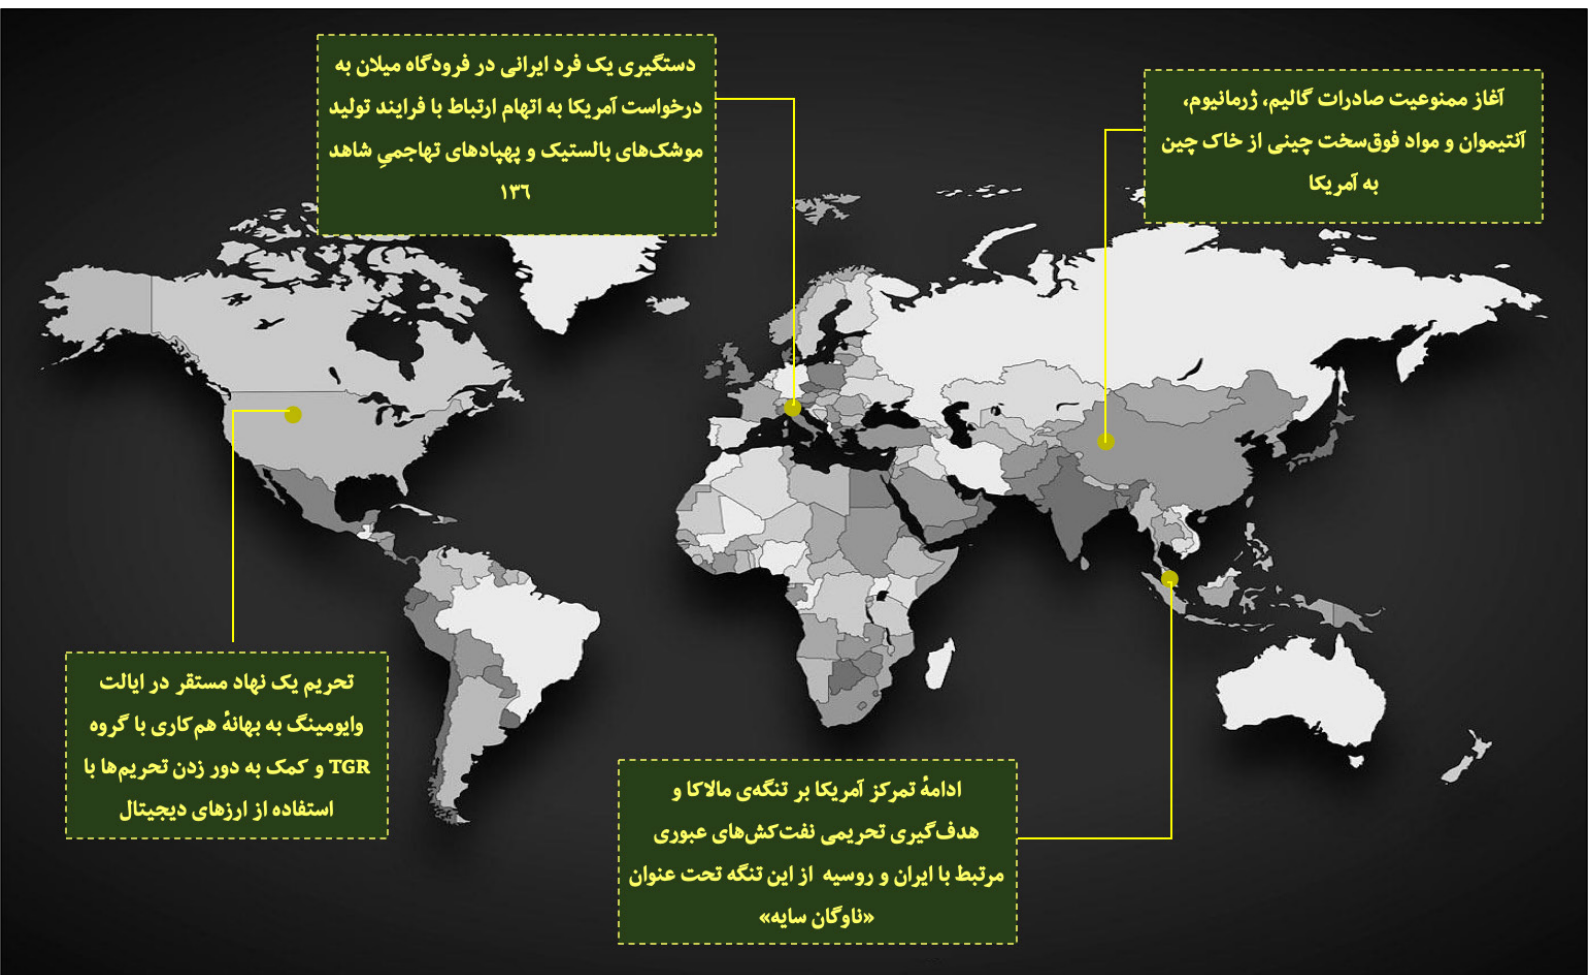 آغاز ممنوعیت صادرات گالیم، ژرمانیوم،
آنتیموان و مواد فوق‌سخت چینی از خاک چین
به آمریکا
دستگیری یک فرد ایرانی در فرودگاه میلان به
درخواست آمریکا به اتهام ارتباط با فرایند تولید
موشک‌های بالستیک و پهپادهای تهاجمیِ شاهد
۱۳٦
تحریم یک نهاد مستقر در ایالت
وایومینگ به بهانهٔ هم‌کاری با گروه
TGR و کمک به دور زدن تحریم‌ها با
استفاده از ارزهای دیجیتال
ادامهٔ تمرکز آمریکا بر تنگه‌ی مالاکا و
هدف‌گیری تحریمی نفت‌کش‌های عبوری
مرتبط با ایران و روسیه از این تنگه تحت عنوان
«ناوگان سایه»